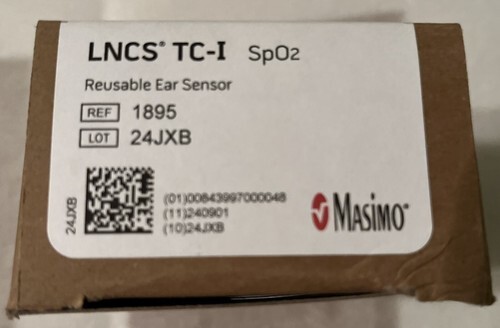 LNCS® TC-I SpO2
Reusable Ear Sensor
REF 1895
LOT 24JXB
24JXB
(01)00843997000048
(11)240901
(10)24JXB
Masimo®